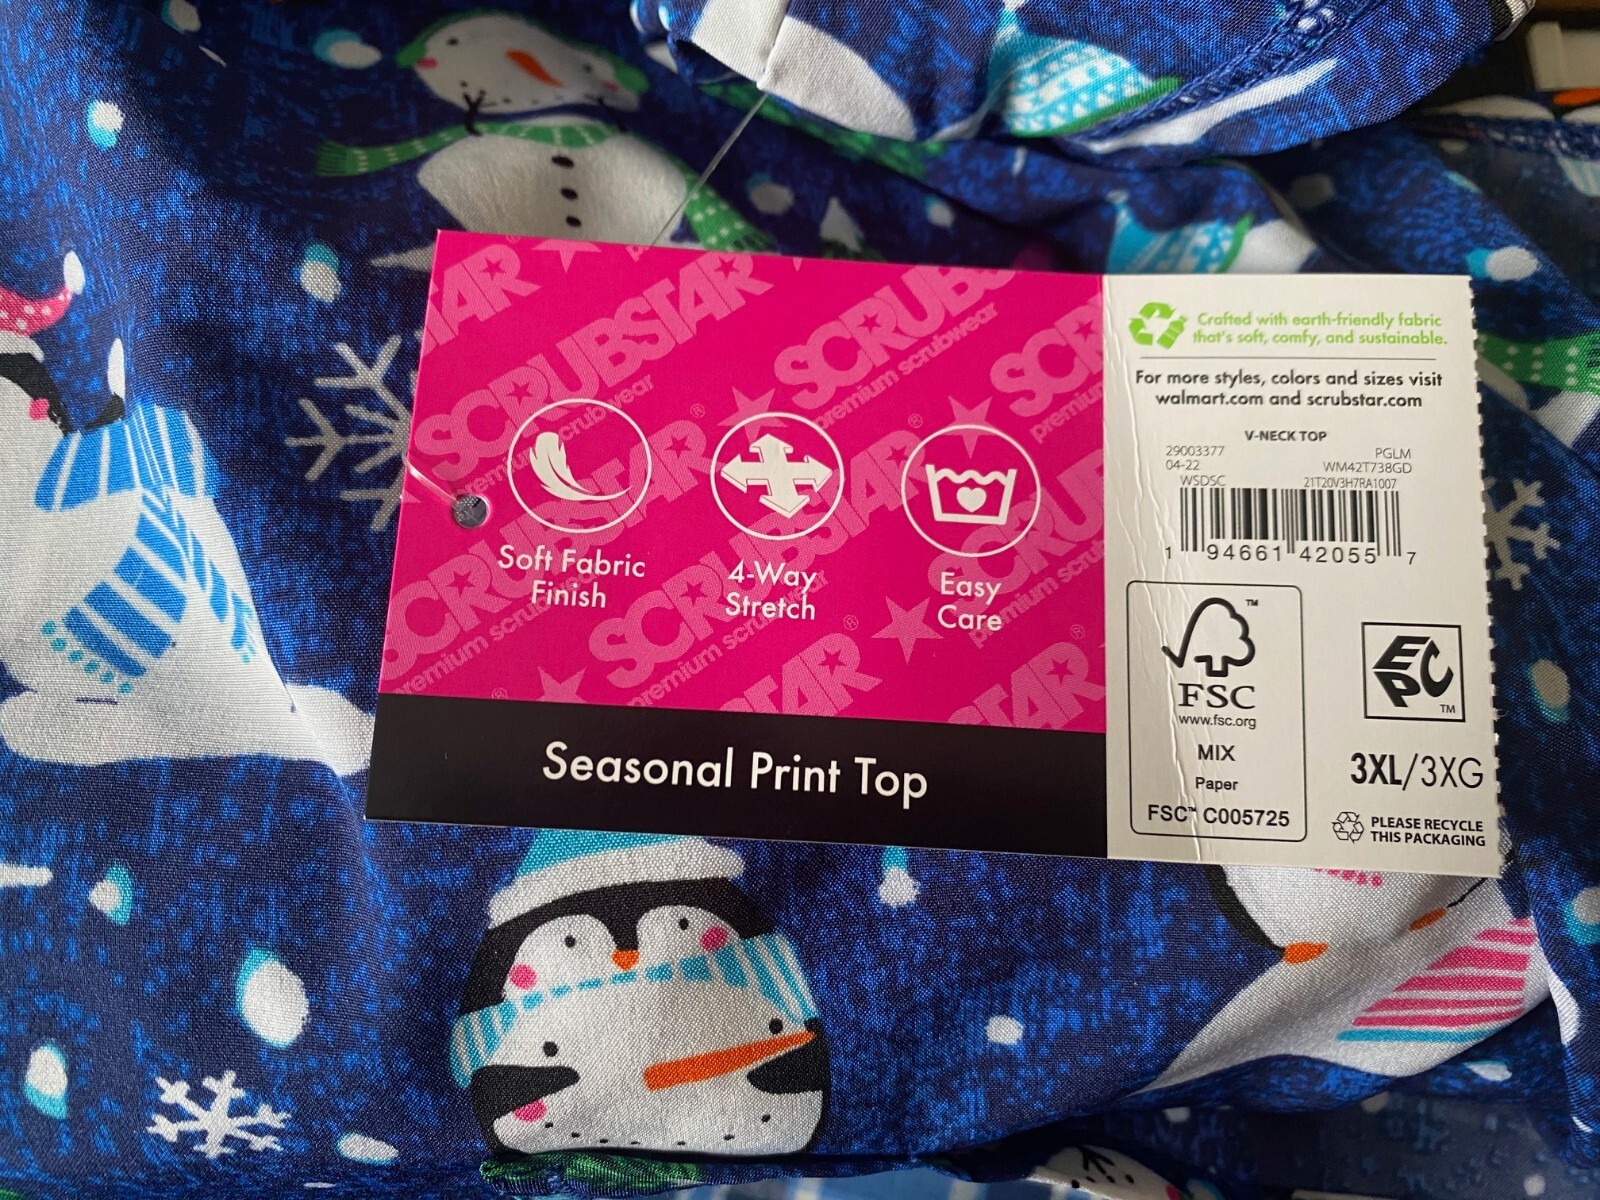 SCRUBSTAR
premium scrubwear
Soft Fabric
Finish
4-Way
Stretch
Easy
Care
Seasonal Print Top
Crafted with earth-friendly fabric
that's soft, comfy, and sustainable.
For more styles, colors and sizes visit
walmart.com and scrubstar.com
V-NECK TOP
29003377 PGLM
04-22 WM42T738GD
WSDSC 21T20V3H7RA1007
1 94661 42055 7
FSC™
www.fsc.org
MIX
Paper
FSC™ C005725
EPC™
3XL/3XG
PLEASE RECYCLE
THIS PACKAGING